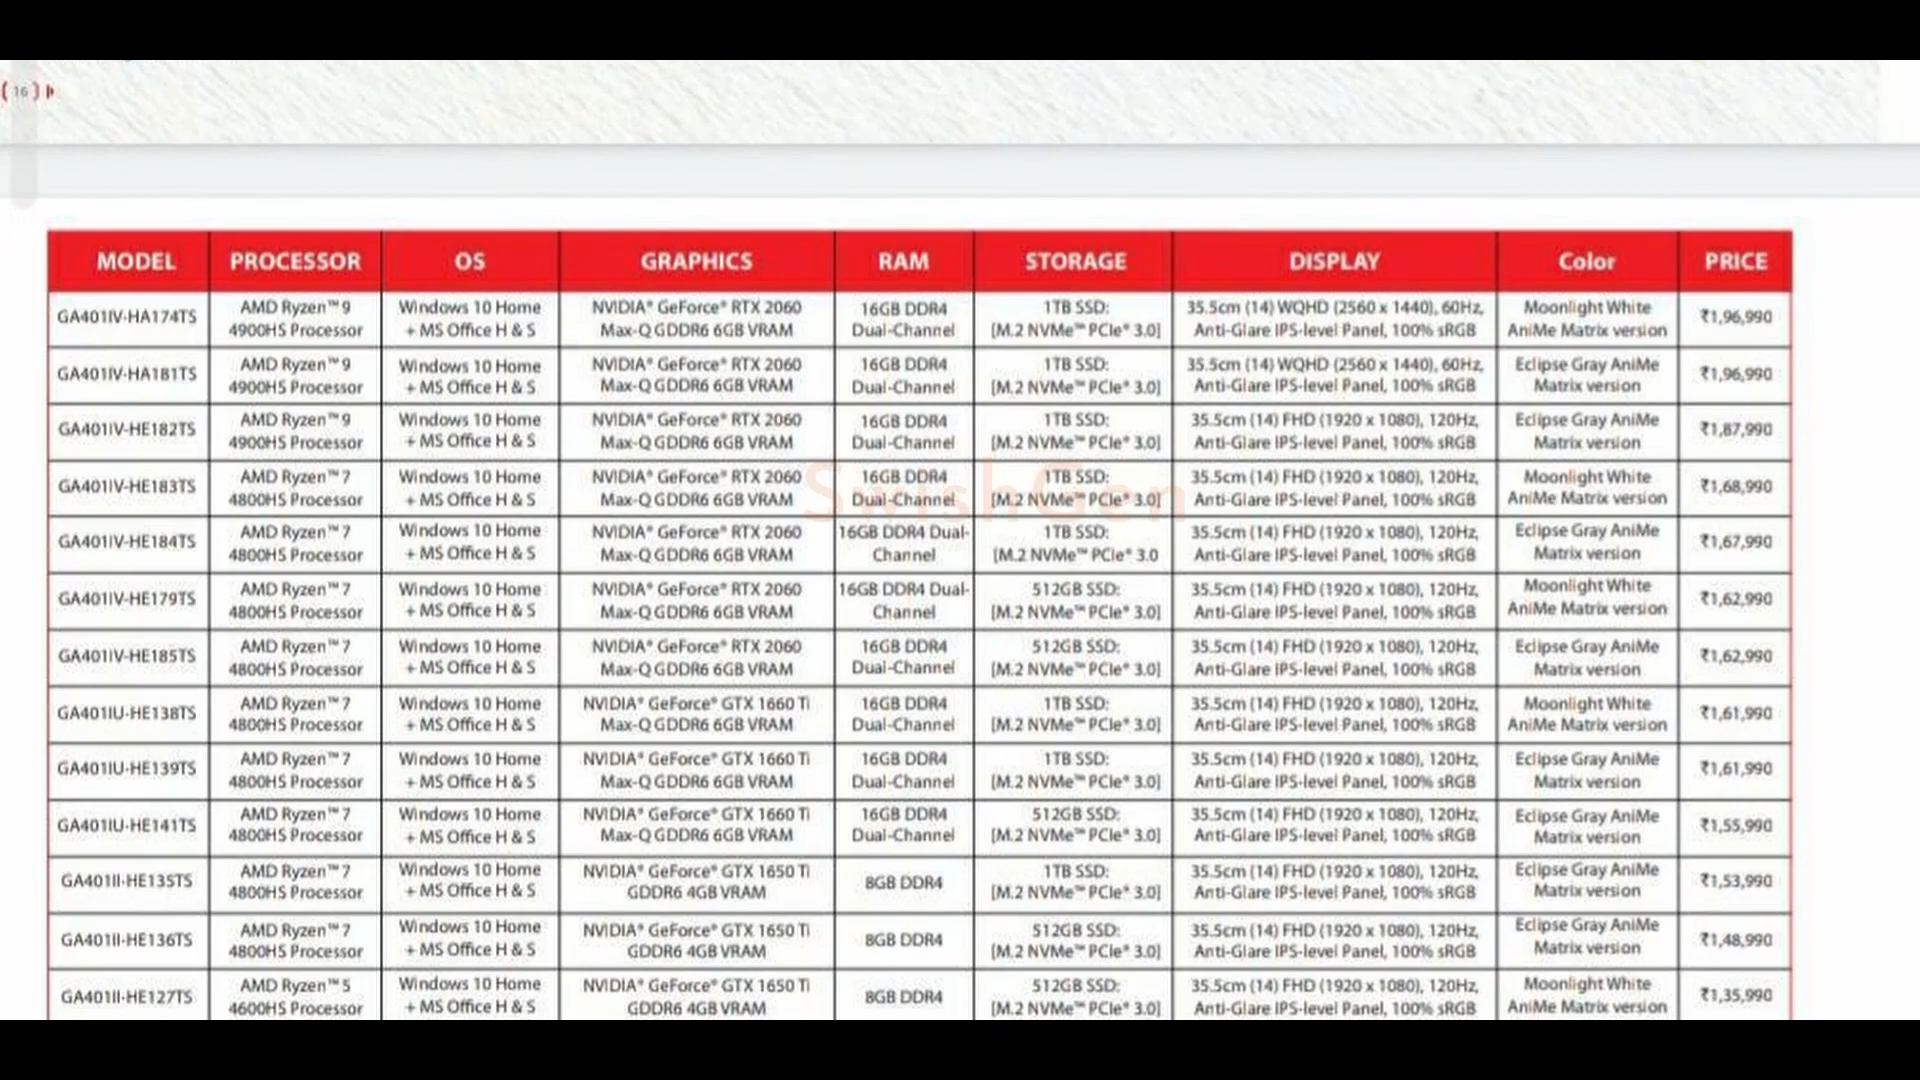 ( 16 )
MODEL PROCESSOR OS GRAPHICS RAM STORAGE DISPLAY Color PRICE
GA401IV-HA174TS AMD Ryzen™ 9 4900HS Processor Windows 10 Home + MS Office H & S NVIDIA® GeForce® RTX 2060 Max-Q GDDR6 6GB VRAM 16GB DDR4 Dual-Channel 1TB SSD: [M.2 NVMe™ PCIe® 3.0] 35.5cm (14) WQHD (2560 x 1440), 60Hz, Anti-Glare IPS-level Panel, 100% sRGB Moonlight White AniMe Matrix version ₹1,96,990
GA401IV-HA181TS AMD Ryzen™ 9 4900HS Processor Windows 10 Home + MS Office H & S NVIDIA® GeForce® RTX 2060 Max-Q GDDR6 6GB VRAM 16GB DDR4 Dual-Channel 1TB SSD: [M.2 NVMe™ PCIe® 3.0] 35.5cm (14) WQHD (2560 x 1440), 60Hz, Anti-Glare IPS-level Panel, 100% sRGB Eclipse Gray AniMe Matrix version ₹1,96,990
GA401IV-HE182TS AMD Ryzen™ 9 4900HS Processor Windows 10 Home + MS Office H & S NVIDIA® GeForce® RTX 2060 Max-Q GDDR6 6GB VRAM 16GB DDR4 Dual-Channel 1TB SSD: [M.2 NVMe™ PCIe® 3.0] 35.5cm (14) FHD (1920 x 1080), 120Hz, Anti-Glare IPS-level Panel, 100% sRGB Eclipse Gray AniMe Matrix version ₹1,87,990
GA401IV-HE183TS AMD Ryzen™ 7 4800HS Processor Windows 10 Home + MS Office H & S NVIDIA® GeForce® RTX 2060 Max-Q GDDR6 6GB VRAM 16GB DDR4 Dual-Channel 1TB SSD: [M.2 NVMe™ PCIe® 3.0] 35.5cm (14) FHD (1920 x 1080), 120Hz, Anti-Glare IPS-level Panel, 100% sRGB Moonlight White AniMe Matrix version ₹1,68,990
SwishGen
GA401IV-HE184TS AMD Ryzen™ 7 4800HS Processor Windows 10 Home + MS Office H & S NVIDIA® GeForce® RTX 2060 Max-Q GDDR6 6GB VRAM 16GB DDR4 Dual-Channel 1TB SSD: [M.2 NVMe™ PCIe® 3.0 35.5cm (14) FHD (1920 x 1080), 120Hz, Anti-Glare IPS-level Panel, 100% sRGB Eclipse Gray AniMe Matrix version ₹1,67,990
GA401IV-HE179TS AMD Ryzen™ 7 4800HS Processor Windows 10 Home + MS Office H & S NVIDIA® GeForce® RTX 2060 Max-Q GDDR6 6GB VRAM 16GB DDR4 Dual-Channel 512GB SSD: [M.2 NVMe™ PCIe® 3.0] 35.5cm (14) FHD (1920 x 1080), 120Hz, Anti-Glare IPS-level Panel, 100% sRGB Moonlight White AniMe Matrix version ₹1,62,990
GA401IV-HE185TS AMD Ryzen™ 7 4800HS Processor Windows 10 Home + MS Office H & S NVIDIA® GeForce® RTX 2060 Max-Q GDDR6 6GB VRAM 16GB DDR4 Dual-Channel 512GB SSD: [M.2 NVMe™ PCIe® 3.0] 35.5cm (14) FHD (1920 x 1080), 120Hz, Anti-Glare IPS-level Panel, 100% sRGB Eclipse Gray AniMe Matrix version ₹1,62,990
GA401IU-HE138TS AMD Ryzen™ 7 4800HS Processor Windows 10 Home + MS Office H & S NVIDIA® GeForce® GTX 1660 Ti Max-Q GDDR6 6GB VRAM 16GB DDR4 Dual-Channel 1TB SSD: [M.2 NVMe™ PCIe® 3.0] 35.5cm (14) FHD (1920 x 1080), 120Hz, Anti-Glare IPS-level Panel, 100% sRGB Moonlight White AniMe Matrix version ₹1,61,990
GA401IU-HE139TS AMD Ryzen™ 7 4800HS Processor Windows 10 Home + MS Office H & S NVIDIA® GeForce® GTX 1660 Ti Max-Q GDDR6 6GB VRAM 16GB DDR4 Dual-Channel 1TB SSD: [M.2 NVMe™ PCIe® 3.0] 35.5cm (14) FHD (1920 x 1080), 120Hz, Anti-Glare IPS-level Panel, 100% sRGB Eclipse Gray AniMe Matrix version ₹1,61,990
GA401IU-HE141TS AMD Ryzen™ 7 4800HS Processor Windows 10 Home + MS Office H & S NVIDIA® GeForce® GTX 1660 Ti Max-Q GDDR6 6GB VRAM 16GB DDR4 Dual-Channel 512GB SSD: [M.2 NVMe™ PCIe® 3.0] 35.5cm (14) FHD (1920 x 1080), 120Hz, Anti-Glare IPS-level Panel, 100% sRGB Eclipse Gray AniMe Matrix version ₹1,55,990
GA401II-HE135TS AMD Ryzen™ 7 4800HS Processor Windows 10 Home + MS Office H & S NVIDIA® GeForce® GTX 1650 Ti GDDR6 4GB VRAM 8GB DDR4 1TB SSD: [M.2 NVMe™ PCIe® 3.0] 35.5cm (14) FHD (1920 x 1080), 120Hz, Anti-Glare IPS-level Panel, 100% sRGB Eclipse Gray AniMe Matrix version ₹1,53,990
GA401II-HE136TS AMD Ryzen™ 7 4800HS Processor Windows 10 Home + MS Office H & S NVIDIA® GeForce® GTX 1650 Ti GDDR6 4GB VRAM 8GB DDR4 512GB SSD: [M.2 NVMe™ PCIe® 3.0] 35.5cm (14) FHD (1920 x 1080), 120Hz, Anti-Glare IPS-level Panel, 100% sRGB Eclipse Gray AniMe Matrix version ₹1,48,990
GA401II-HE127TS AMD Ryzen™ 5 4600HS Processor Windows 10 Home + MS Office H & S NVIDIA® GeForce® GTX 1650 Ti GDDR6 4GB VRAM 8GB DDR4 512GB SSD: [M.2 NVMe™ PCIe® 3.0] 35.5cm (14) FHD (1920 x 1080), 120Hz, Anti-Glare IPS-level Panel, 100% sRGB Moonlight White AniMe Matrix version ₹1,35,990